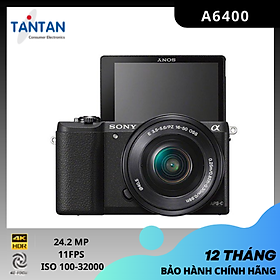 TANTAN
Consumer Electronics
A6400
SONY
SONY
α
E 3.5-5.6/PZ 16-50 OSS
4K
HDR
24.2 MP
11FPS
ISO 100-32000
12 THÁNG
BẢO HÀNH CHÍNH HÃNG